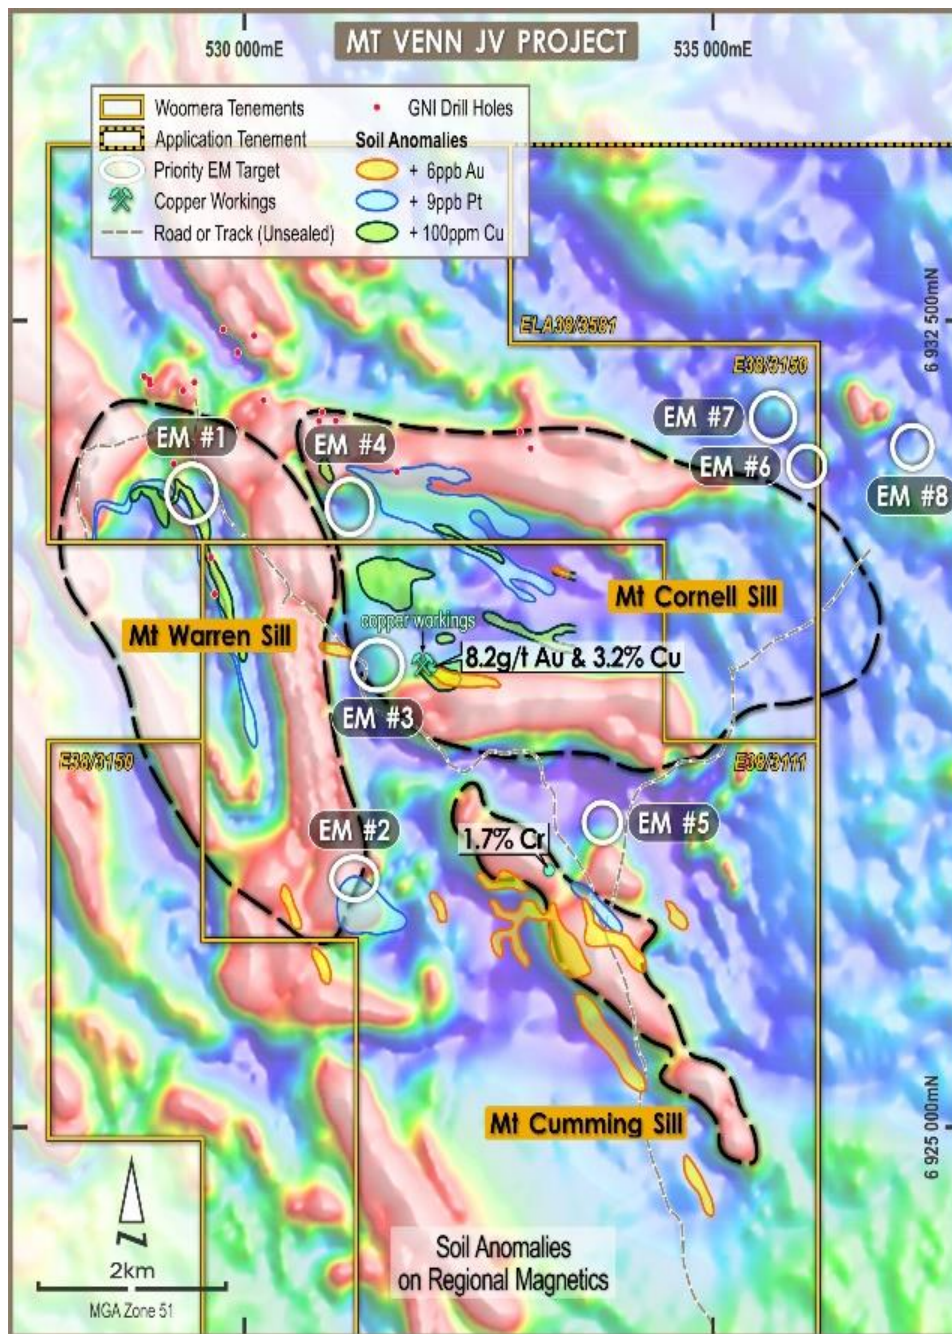 530 000mE
MT VENN JV PROJECT
535 000mE
Woomera Tenements
Application Tenement
Priority EM Target
Copper Workings
Road or Track (Unsealed)
GNI Drill Holes
Soil Anomalies
+ 6ppb Au
+ 9ppb Pt
+ 100ppm Cu
6 932 500mN
ELA38/3581
E38/3150
EM #7
EM #1
EM #4
EM #6
EM #8
Mt Cornell Sill
copper workings
Mt Warren Sill
8.2g/t Au & 3.2% Cu
EM #3
E38/3150
E38/3111
EM #2
EM #5
1.7% Cr
Mt Cumming Sill
6 925 000mN
N
2km
MGA Zone 51
Soil Anomalies
on Regional Magnetics